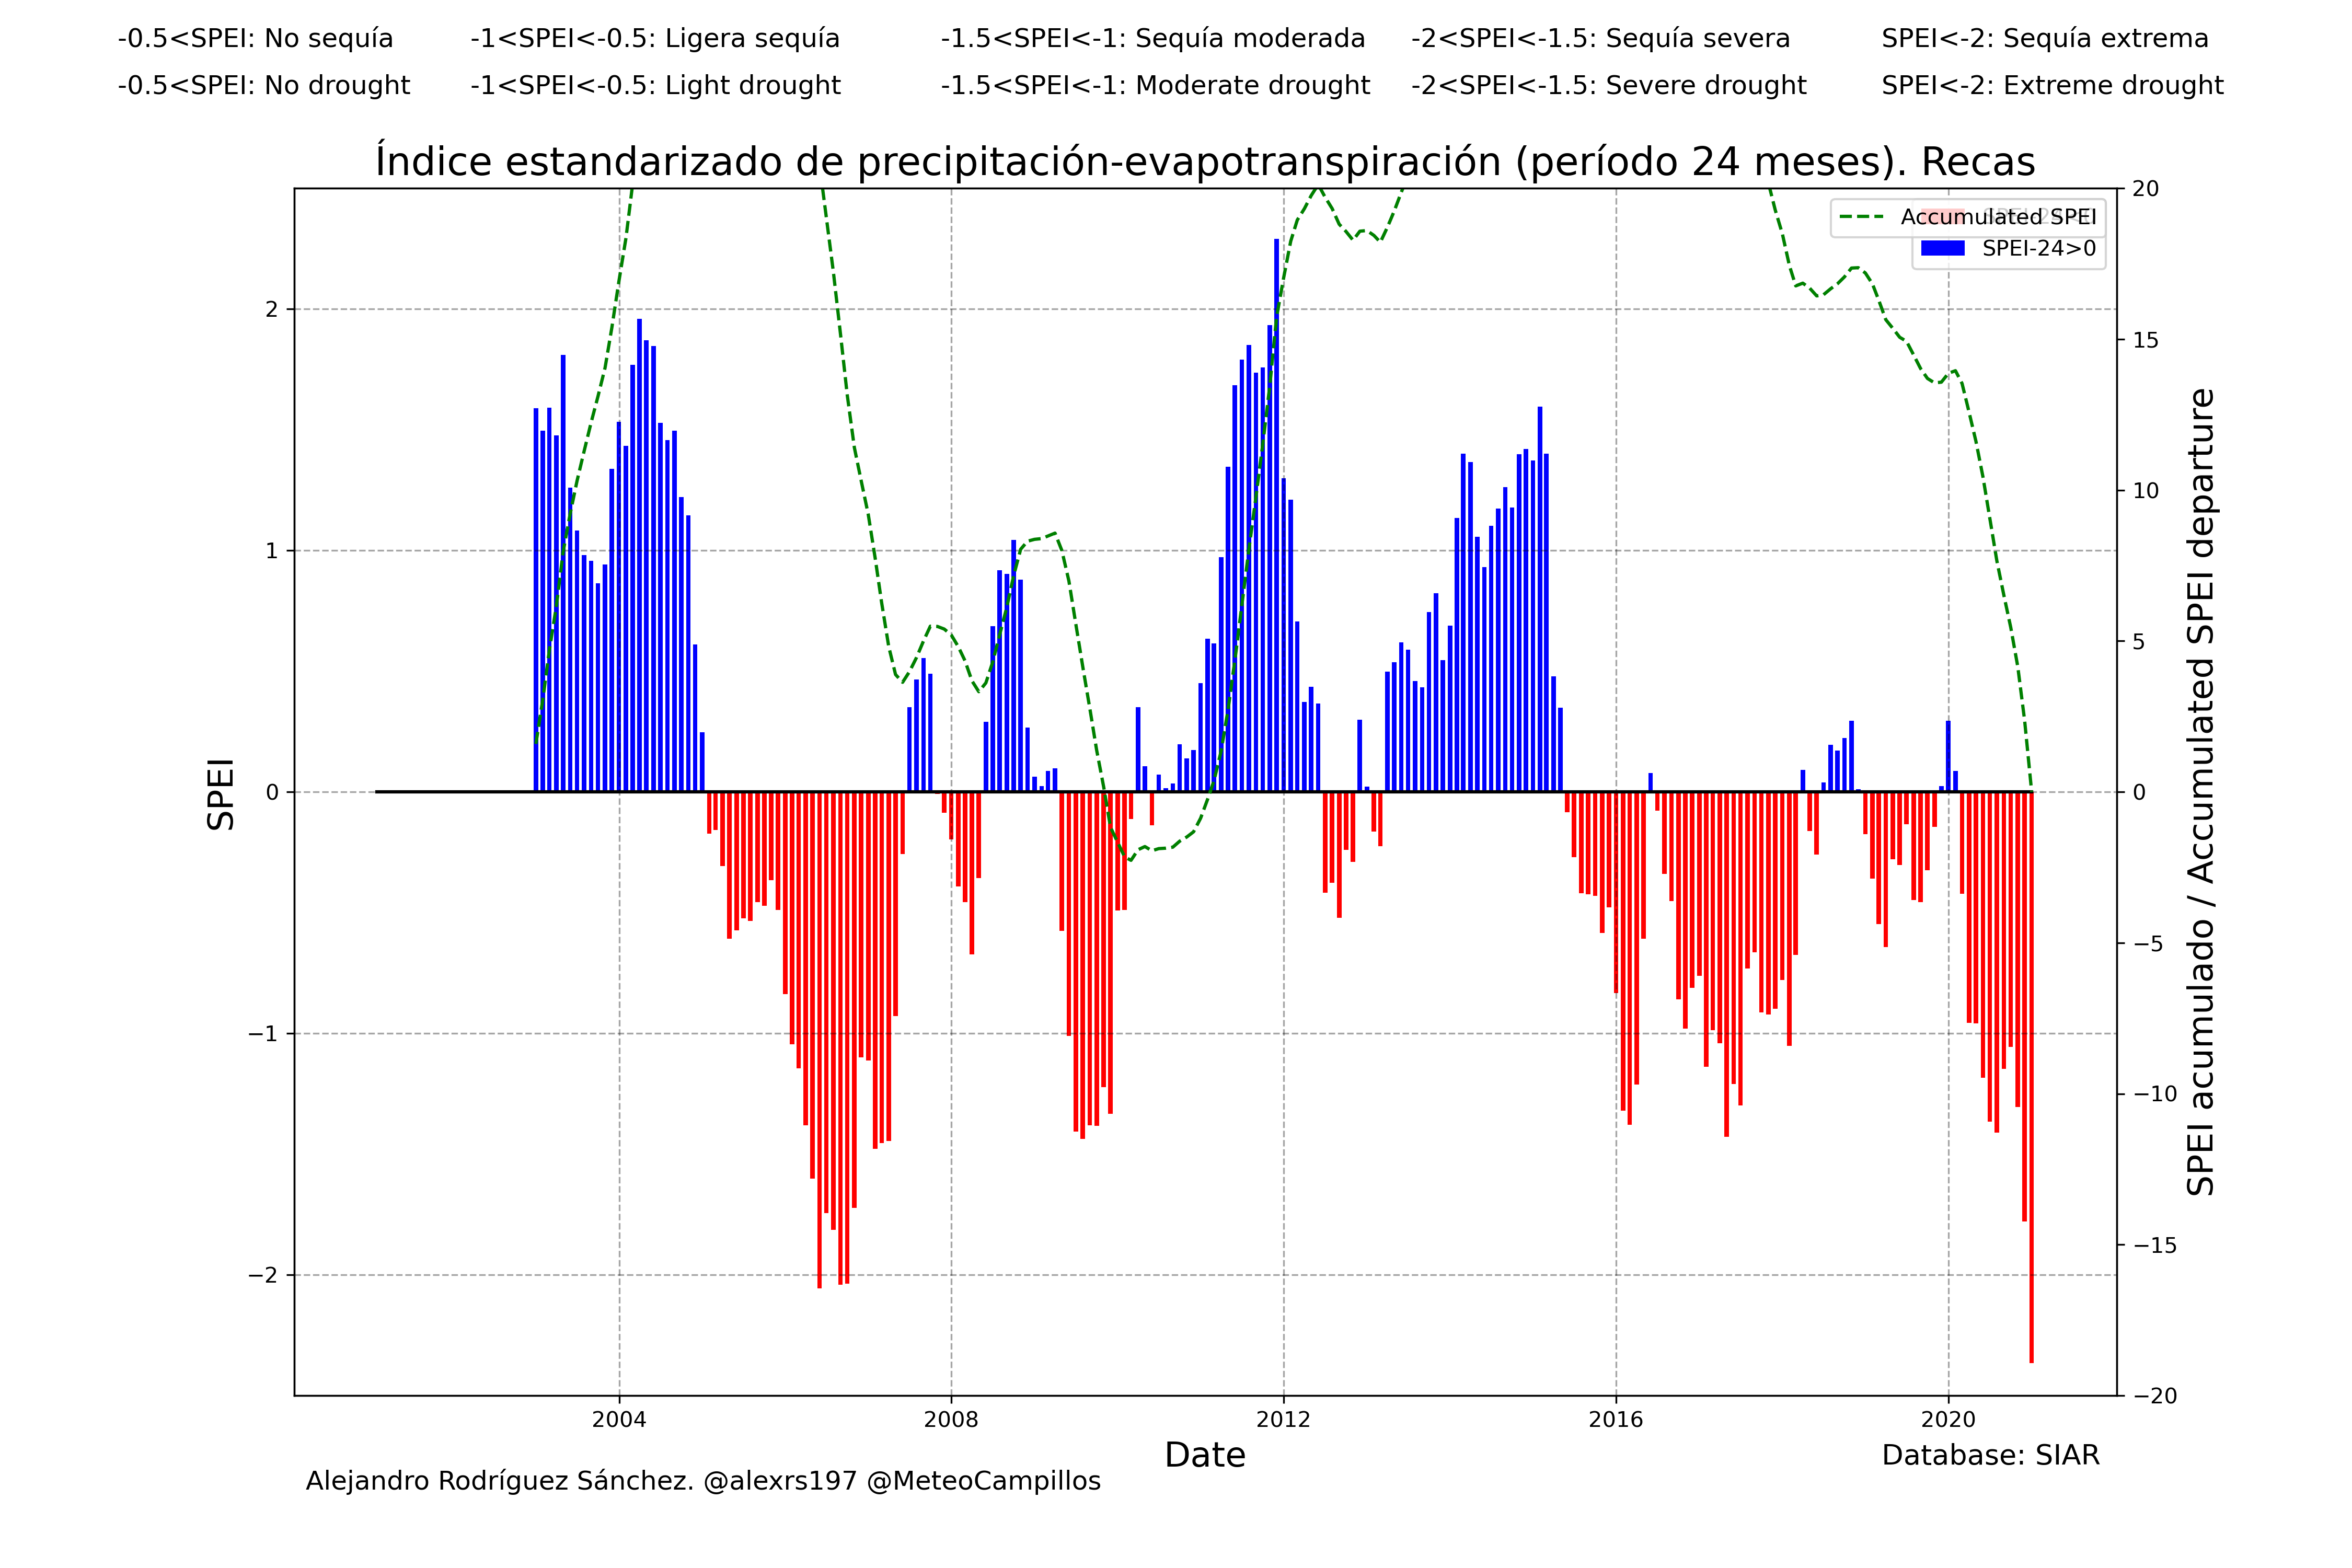 -0.5<SPEI: No sequía -1<SPEI<-0.5: Ligera sequía -1.5<SPEI<-1: Sequía moderada -2<SPEI<-1.5: Sequía severa SPEI<-2: Sequía extrema
-0.5<SPEI: No drought -1<SPEI<-0.5: Light drought -1.5<SPEI<-1: Moderate drought -2<SPEI<-1.5: Severe drought SPEI<-2: Extreme drought
Índice estandarizado de precipitación-evapotranspiración (período 24 meses). Recas
Accumulated SPEI
SPEI-24>0
SPEI
2
1
0
−1
−2
20
15
10
5
0
−5
−10
−15
−20
SPEI acumulado / Accumulated SPEI departure
2004 2008 2012 2016 2020
Date
Database: SIAR
Alejandro Rodríguez Sánchez. @alexrs197 @MeteoCampillos